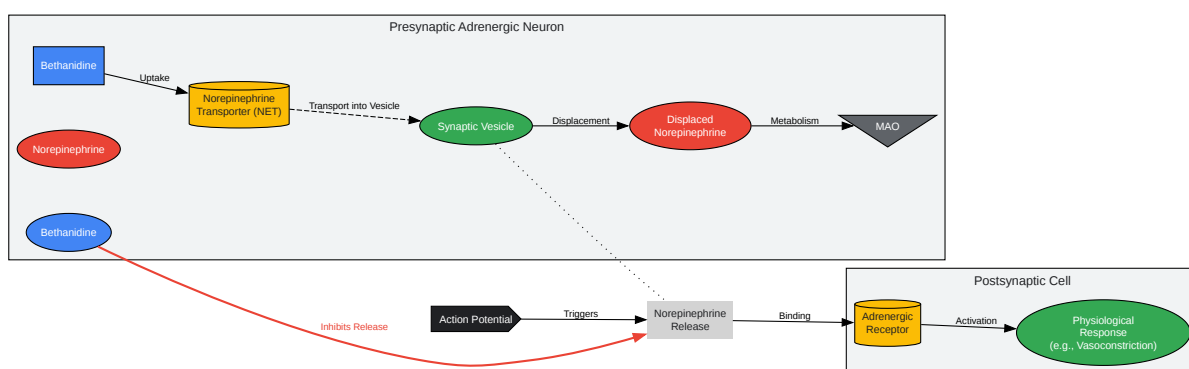 Presynaptic Adrenergic Neuron
Bethanidine
Uptake
Norepinephrine
Transporter (NET)
Transport into Vesicle
Synaptic Vesicle
Displacement
Displaced
Norepinephrine
Metabolism
MAO
Norepinephrine
Bethanidine
Inhibits Release
Action Potential
Triggers
Norepinephrine
Release
Binding
Postsynaptic Cell
Adrenergic
Receptor
Activation
Physiological
Response
(e.g., Vasoconstriction)